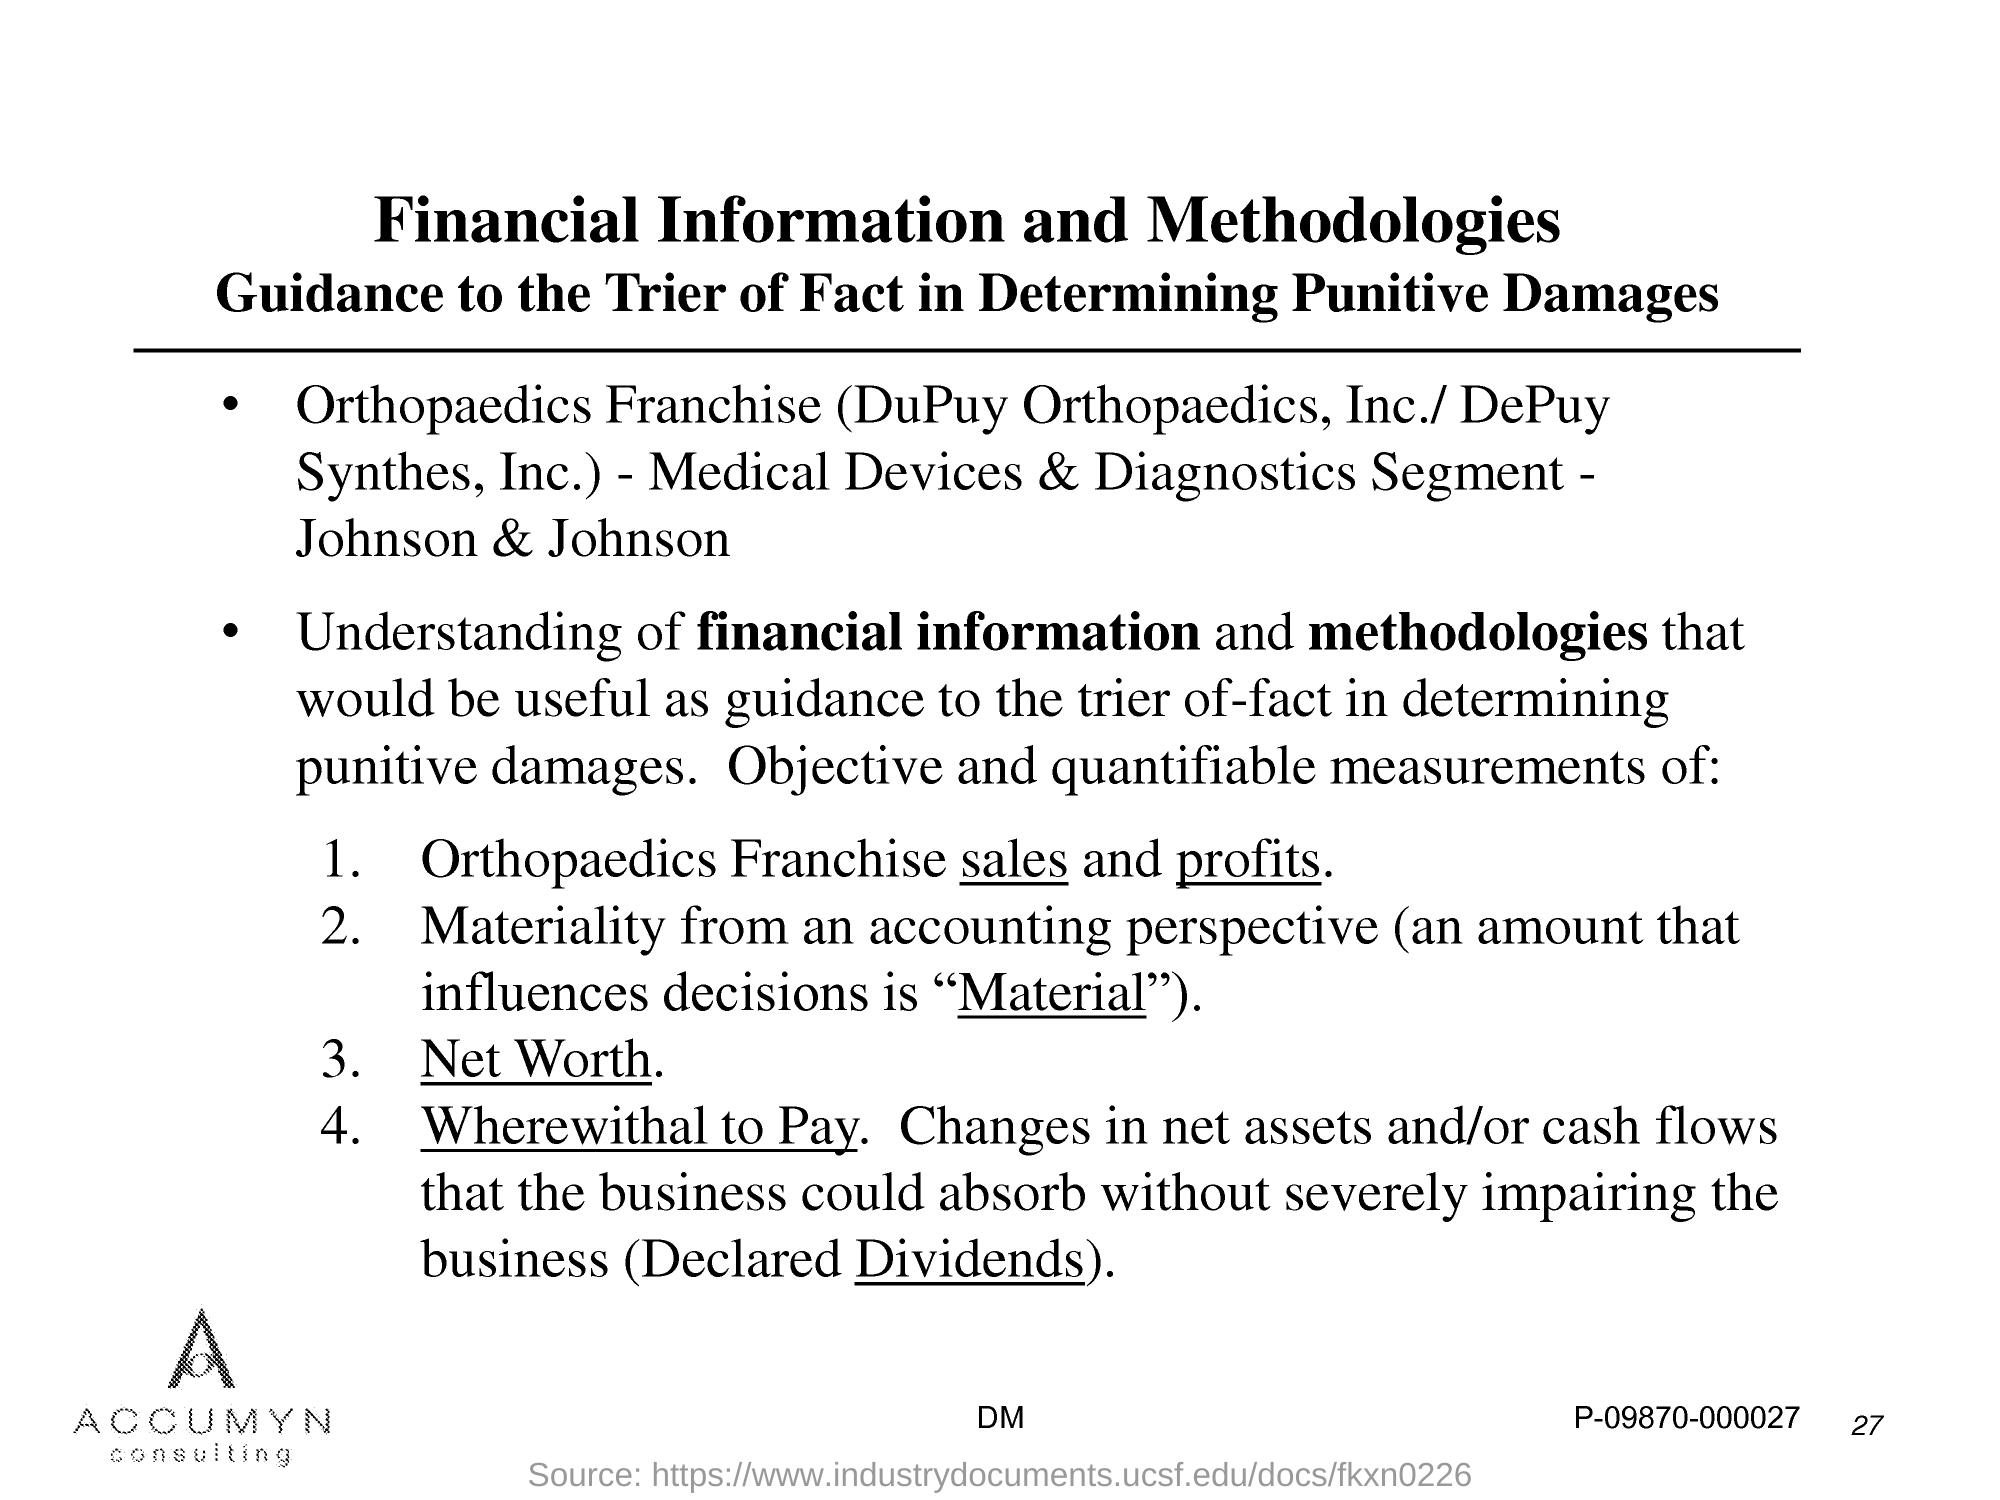 Financial Information and Methodologies
Guidance to the Trier of Fact in Determining Punitive Damages
• Orthopaedics Franchise (DuPuy Orthopaedics, Inc./ DePuy
Synthes, Inc.) - Medical Devices & Diagnostics Segment -
Johnson & Johnson
• Understanding of financial information and methodologies that
would be useful as guidance to the trier of-fact in determining
punitive damages.  Objective and quantifiable measurements of:
1. Orthopaedics Franchise sales and profits.
2. Materiality from an accounting perspective (an amount that
influences decisions is “Material”).
3. Net Worth.
4. Wherewithal to Pay.  Changes in net assets and/or cash flows
that the business could absorb without severely impairing the
business (Declared Dividends).
ACCUMYN
consulting
DM
P-09870-000027
27
Source: https://www.industrydocuments.ucsf.edu/docs/fkxn0226